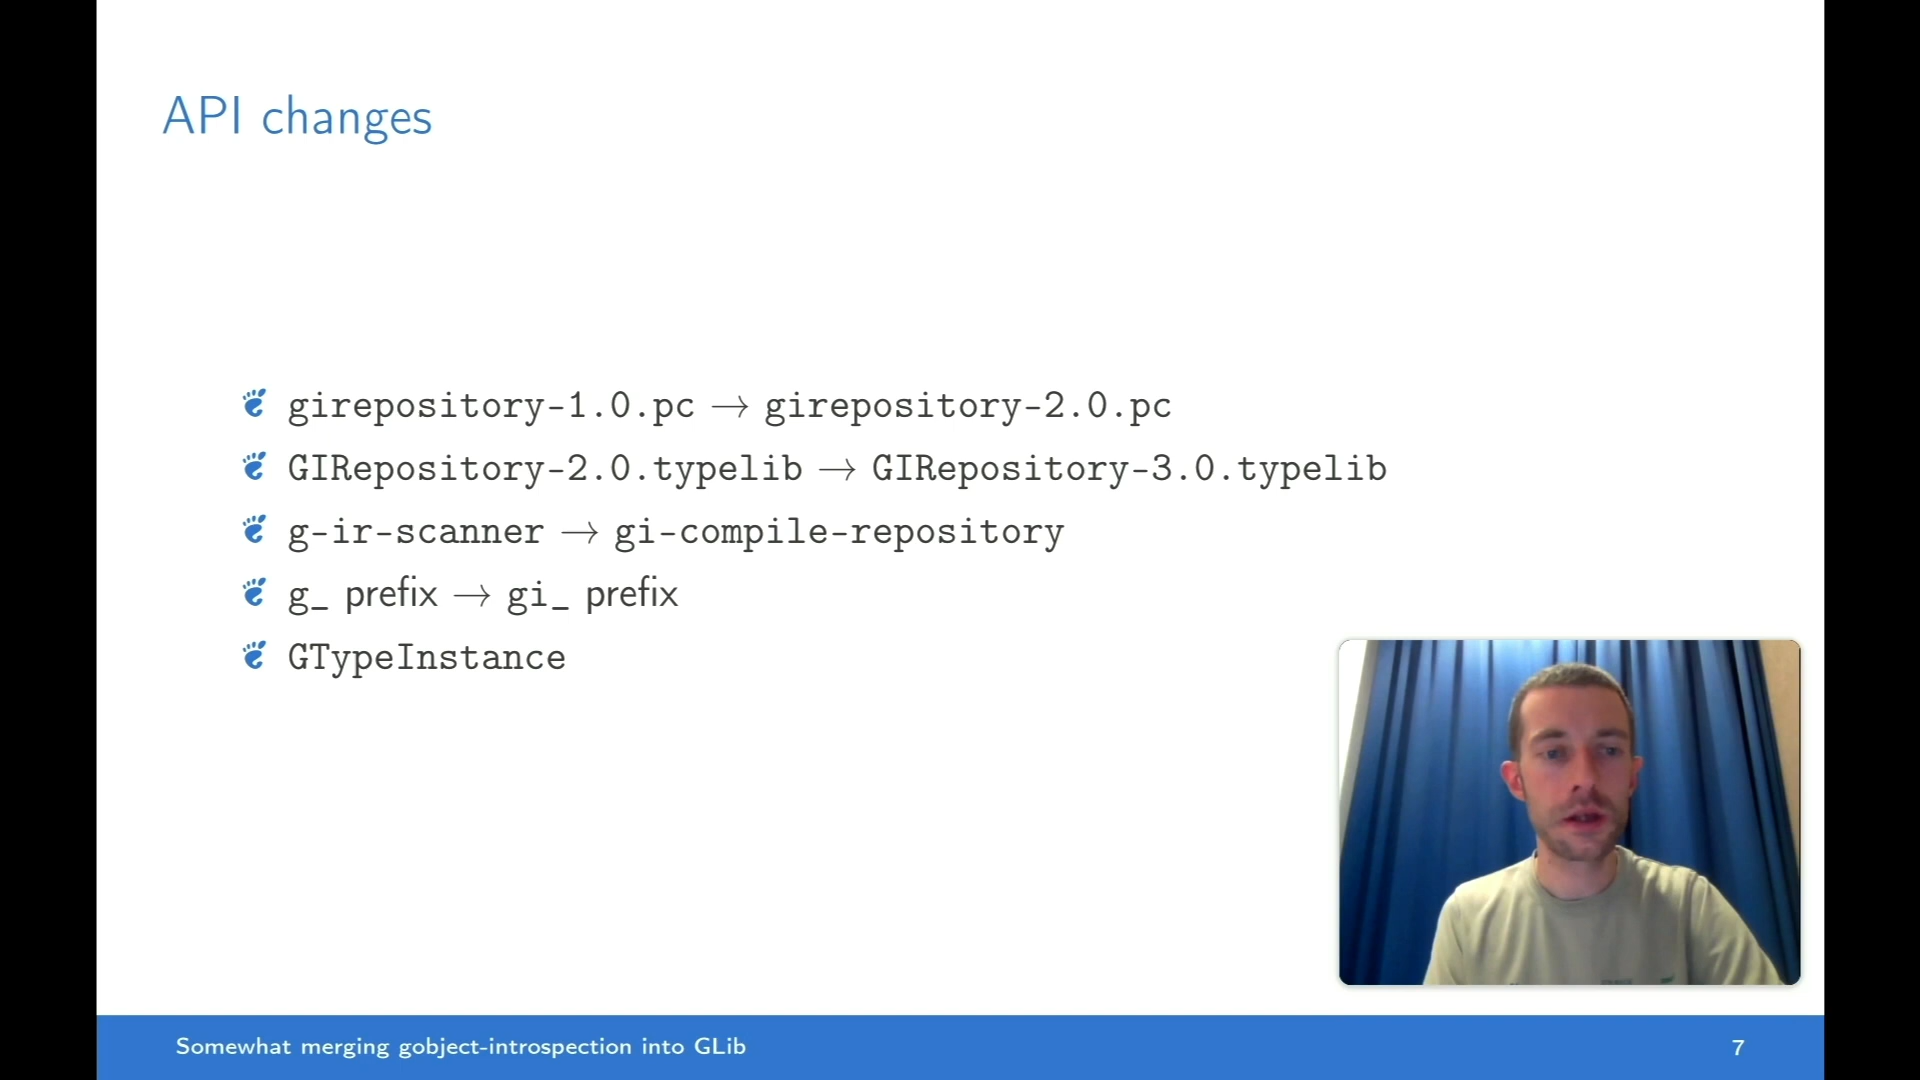 API changes
girepository-1.0.pc → girepository-2.0.pc
GIRepository-2.0.typelib → GIRepository-3.0.typelib
g-ir-scanner → gi-compile-repository
g_ prefix → gi_ prefix
GTypeInstance
Somewhat merging gobject-introspection into GLib
7